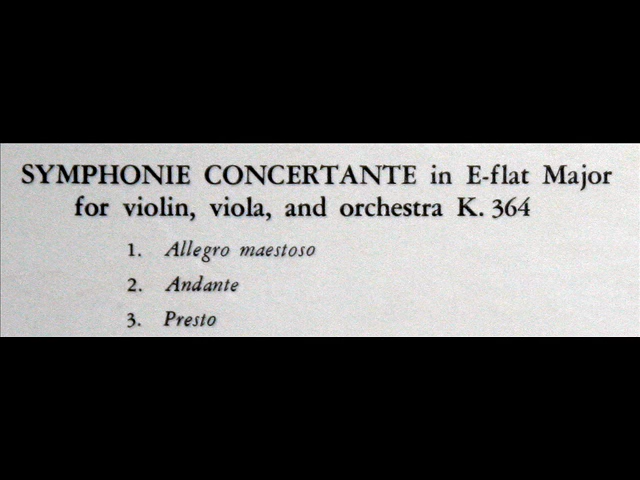 SYMPHONIE CONCERTANTE in E-flat Major
for violin, viola, and orchestra K. 364
1. Allegro maestoso
2. Andante
3. Presto